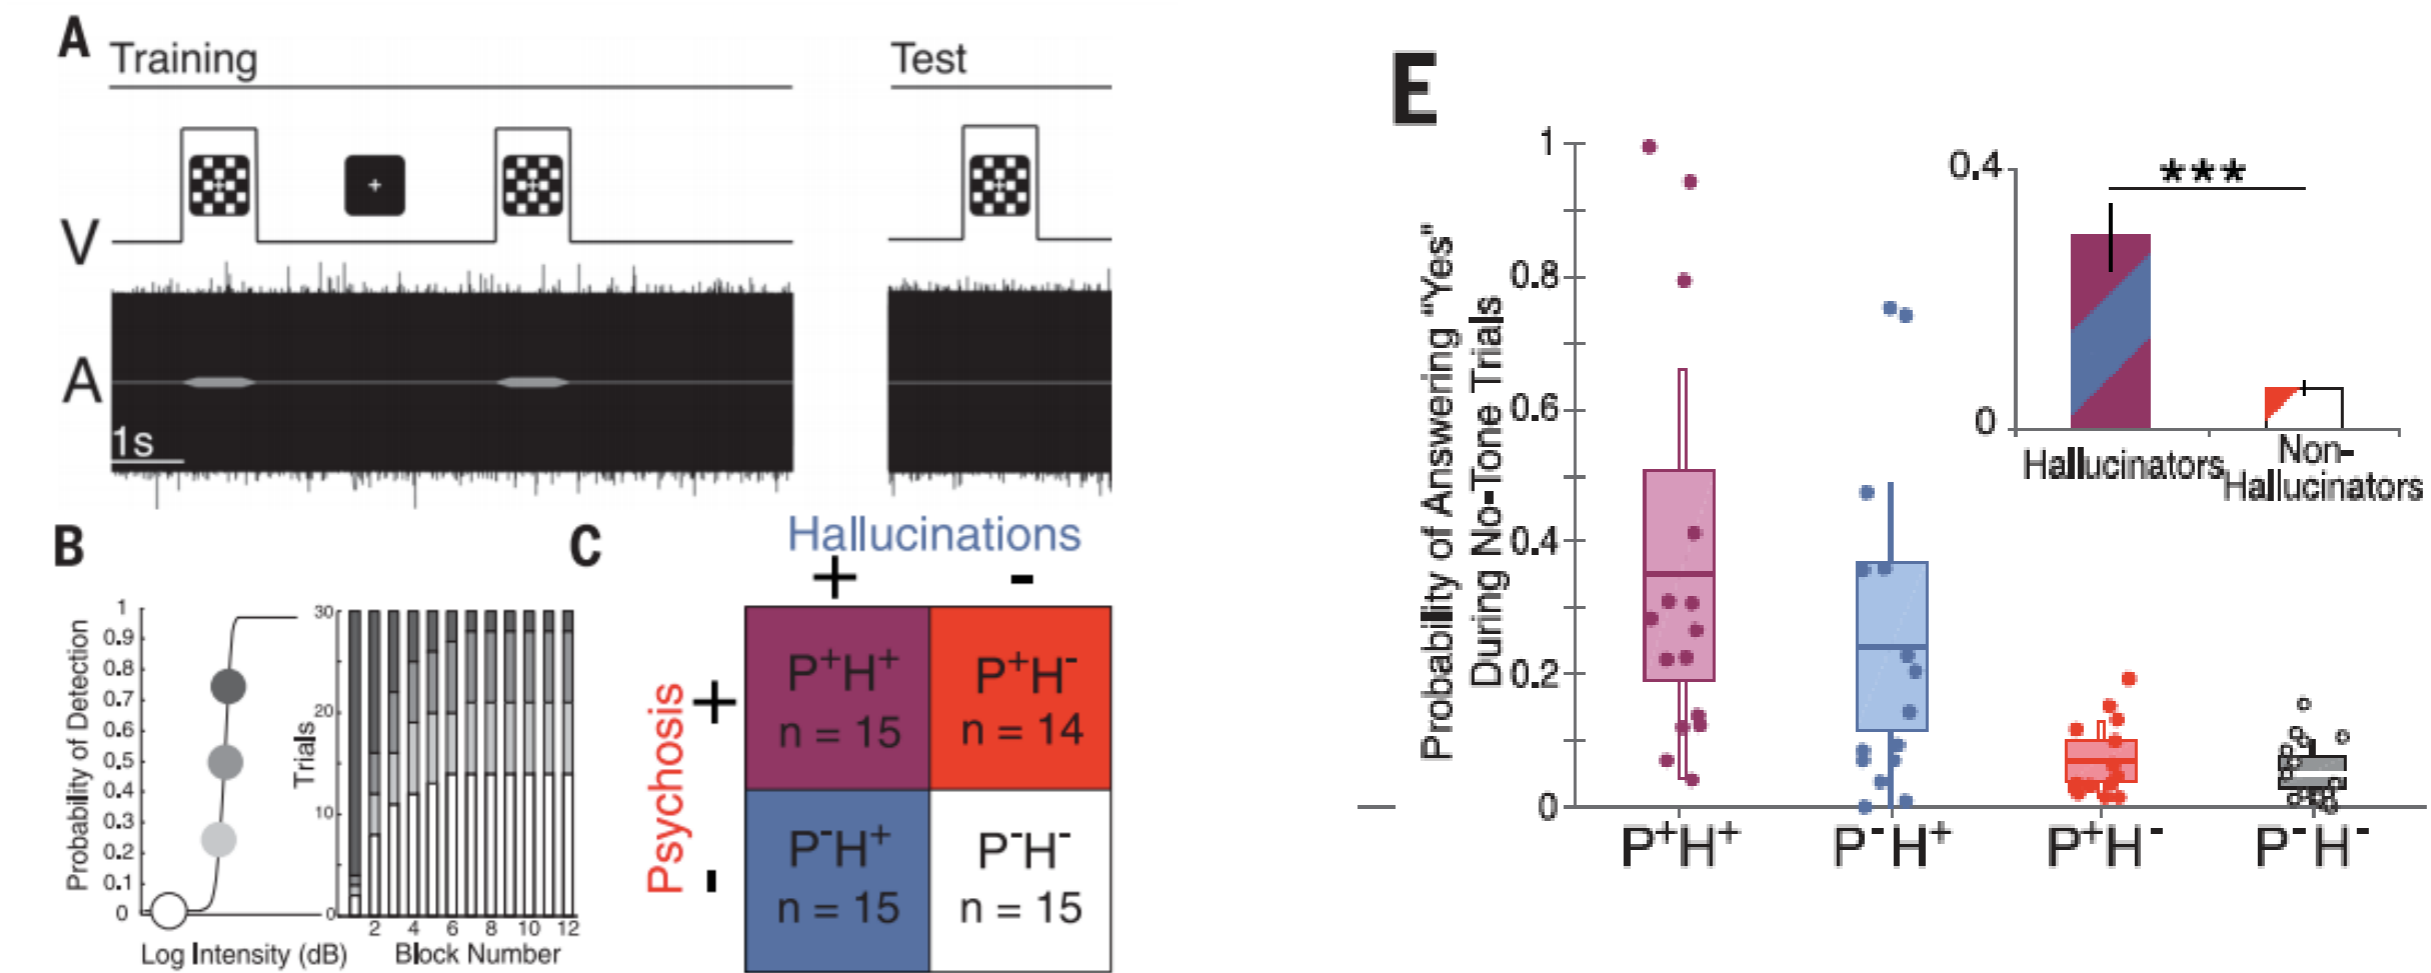 A
Training
Test
V
A
1s
B
Probability of Detection
1
0.9
0.8
0.7
0.6
0.5
0.4
0.3
0.2
0.1
0
Log Intensity (dB)
Trials
30
20
10
0
2 4 6 8 10 12
Block Number
C
Hallucinations
+ -
Psychosis
+
-
P⁺H⁺
n = 15
P⁺H⁻
n = 14
P⁻H⁺
n = 15
P⁻H⁻
n = 15
E
Probability of Answering "Yes"
During No-Tone Trials
1
0.8
0.6
0.4
0.2
0
P⁺H⁺ P⁻H⁺ P⁺H⁻ P⁻H⁻
0.4
0
***
Hallucinators
Non-
Hallucinators